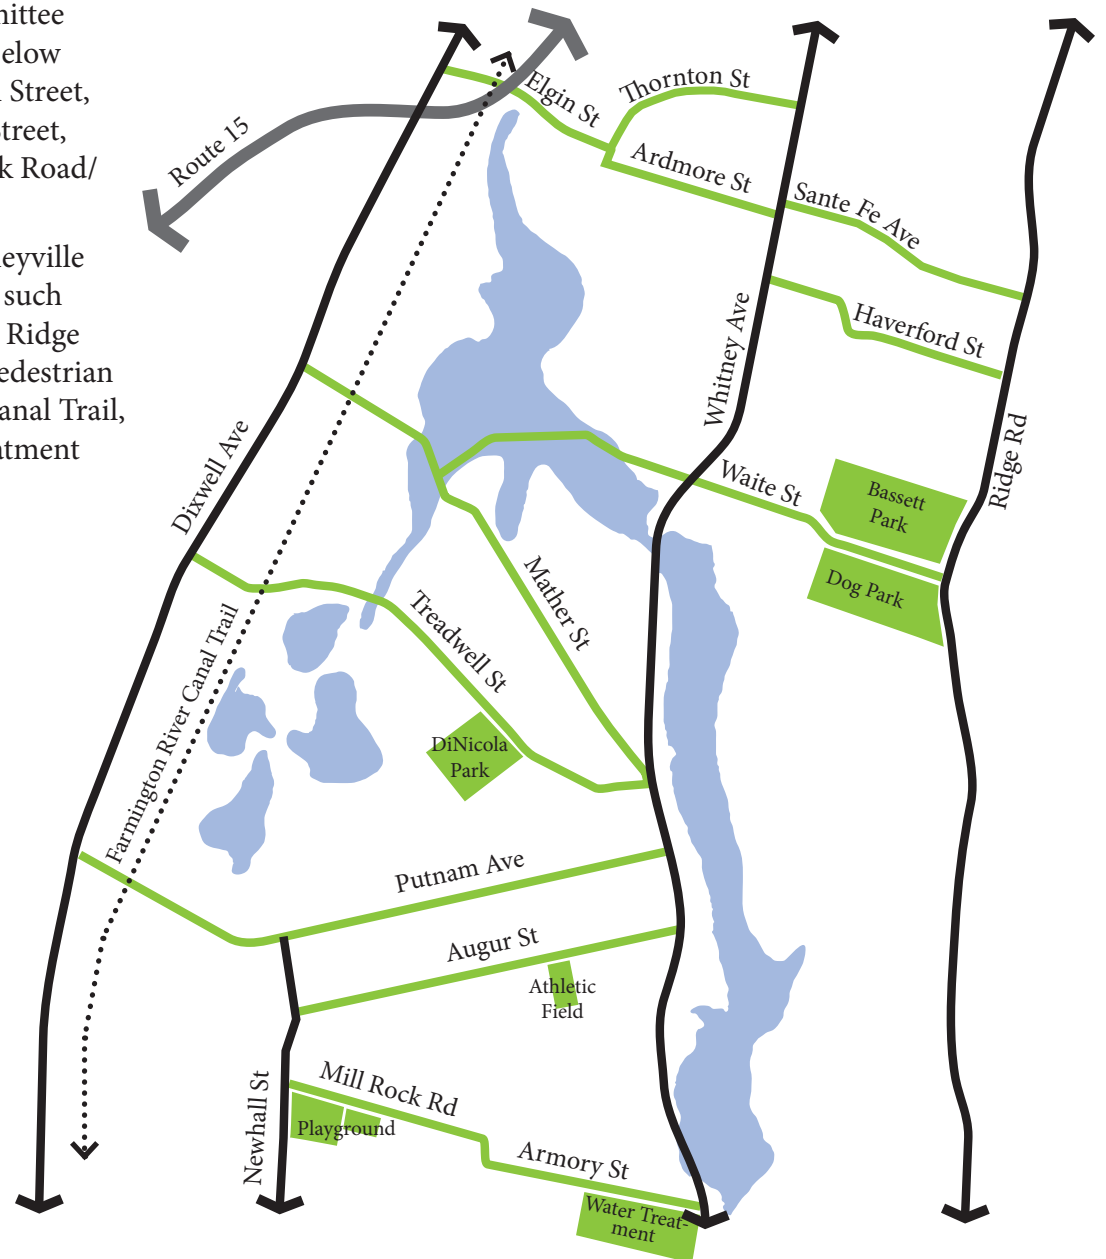 nittee
elow
l Street,
treet,
k Road/
leyville
such
Ridge
edestrian
anal Trail,
atment
Route 15
Elgin St
Thornton St
Ardmore St
Sante Fe Ave
Haverford St
Whitney Ave
Dixwell Ave
Ridge Rd
Waite St
Bassett
Park
Dog Park
Mather St
Treadwell St
Farmington River Canal Trail
DiNicola
Park
Putnam Ave
Augur St
Athletic
Field
Newhall St
Mill Rock Rd
Playground
Armory St
Water Treat-
ment